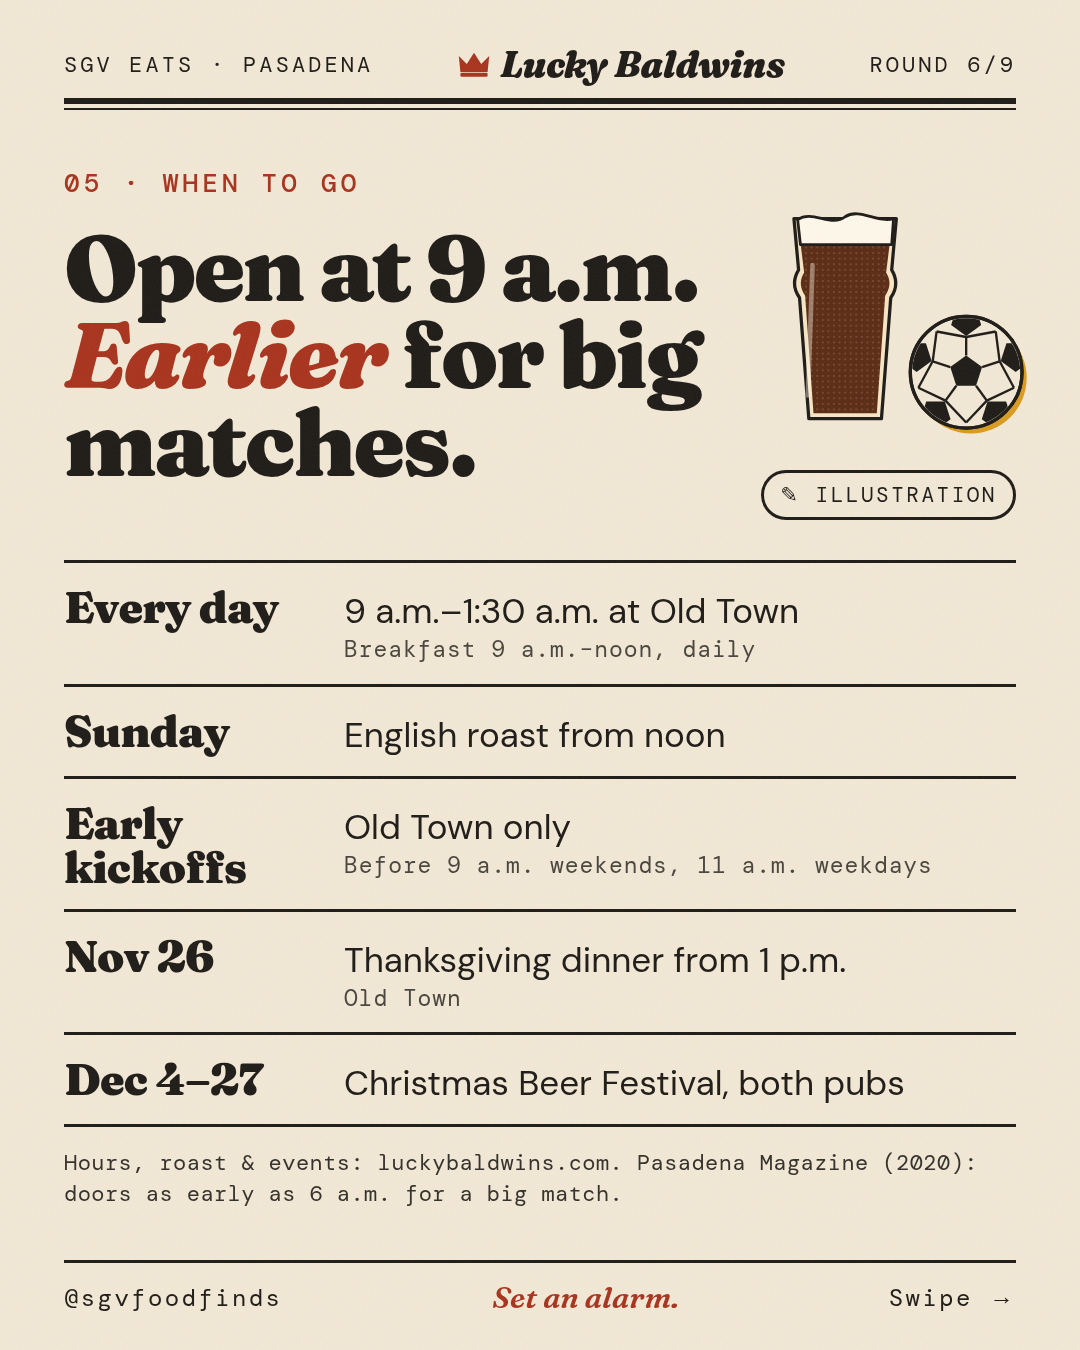 SGV EATS · PASADENA
Lucky Baldwins
ROUND 6/9
05 · WHEN TO GO
Open at 9 a.m.
Earlier for big
matches.
✎ ILLUSTRATION
Every day
9 a.m.–1:30 a.m. at Old Town
Breakfast 9 a.m.–noon, daily
Sunday
English roast from noon
Early
kickoffs
Old Town only
Before 9 a.m. weekends, 11 a.m. weekdays
Nov 26
Thanksgiving dinner from 1 p.m.
Old Town
Dec 4–27
Christmas Beer Festival, both pubs
Hours, roast & events: luckybaldwins.com. Pasadena Magazine (2020):
doors as early as 6 a.m. for a big match.
@sgvfoodfinds
Set an alarm.
Swipe →